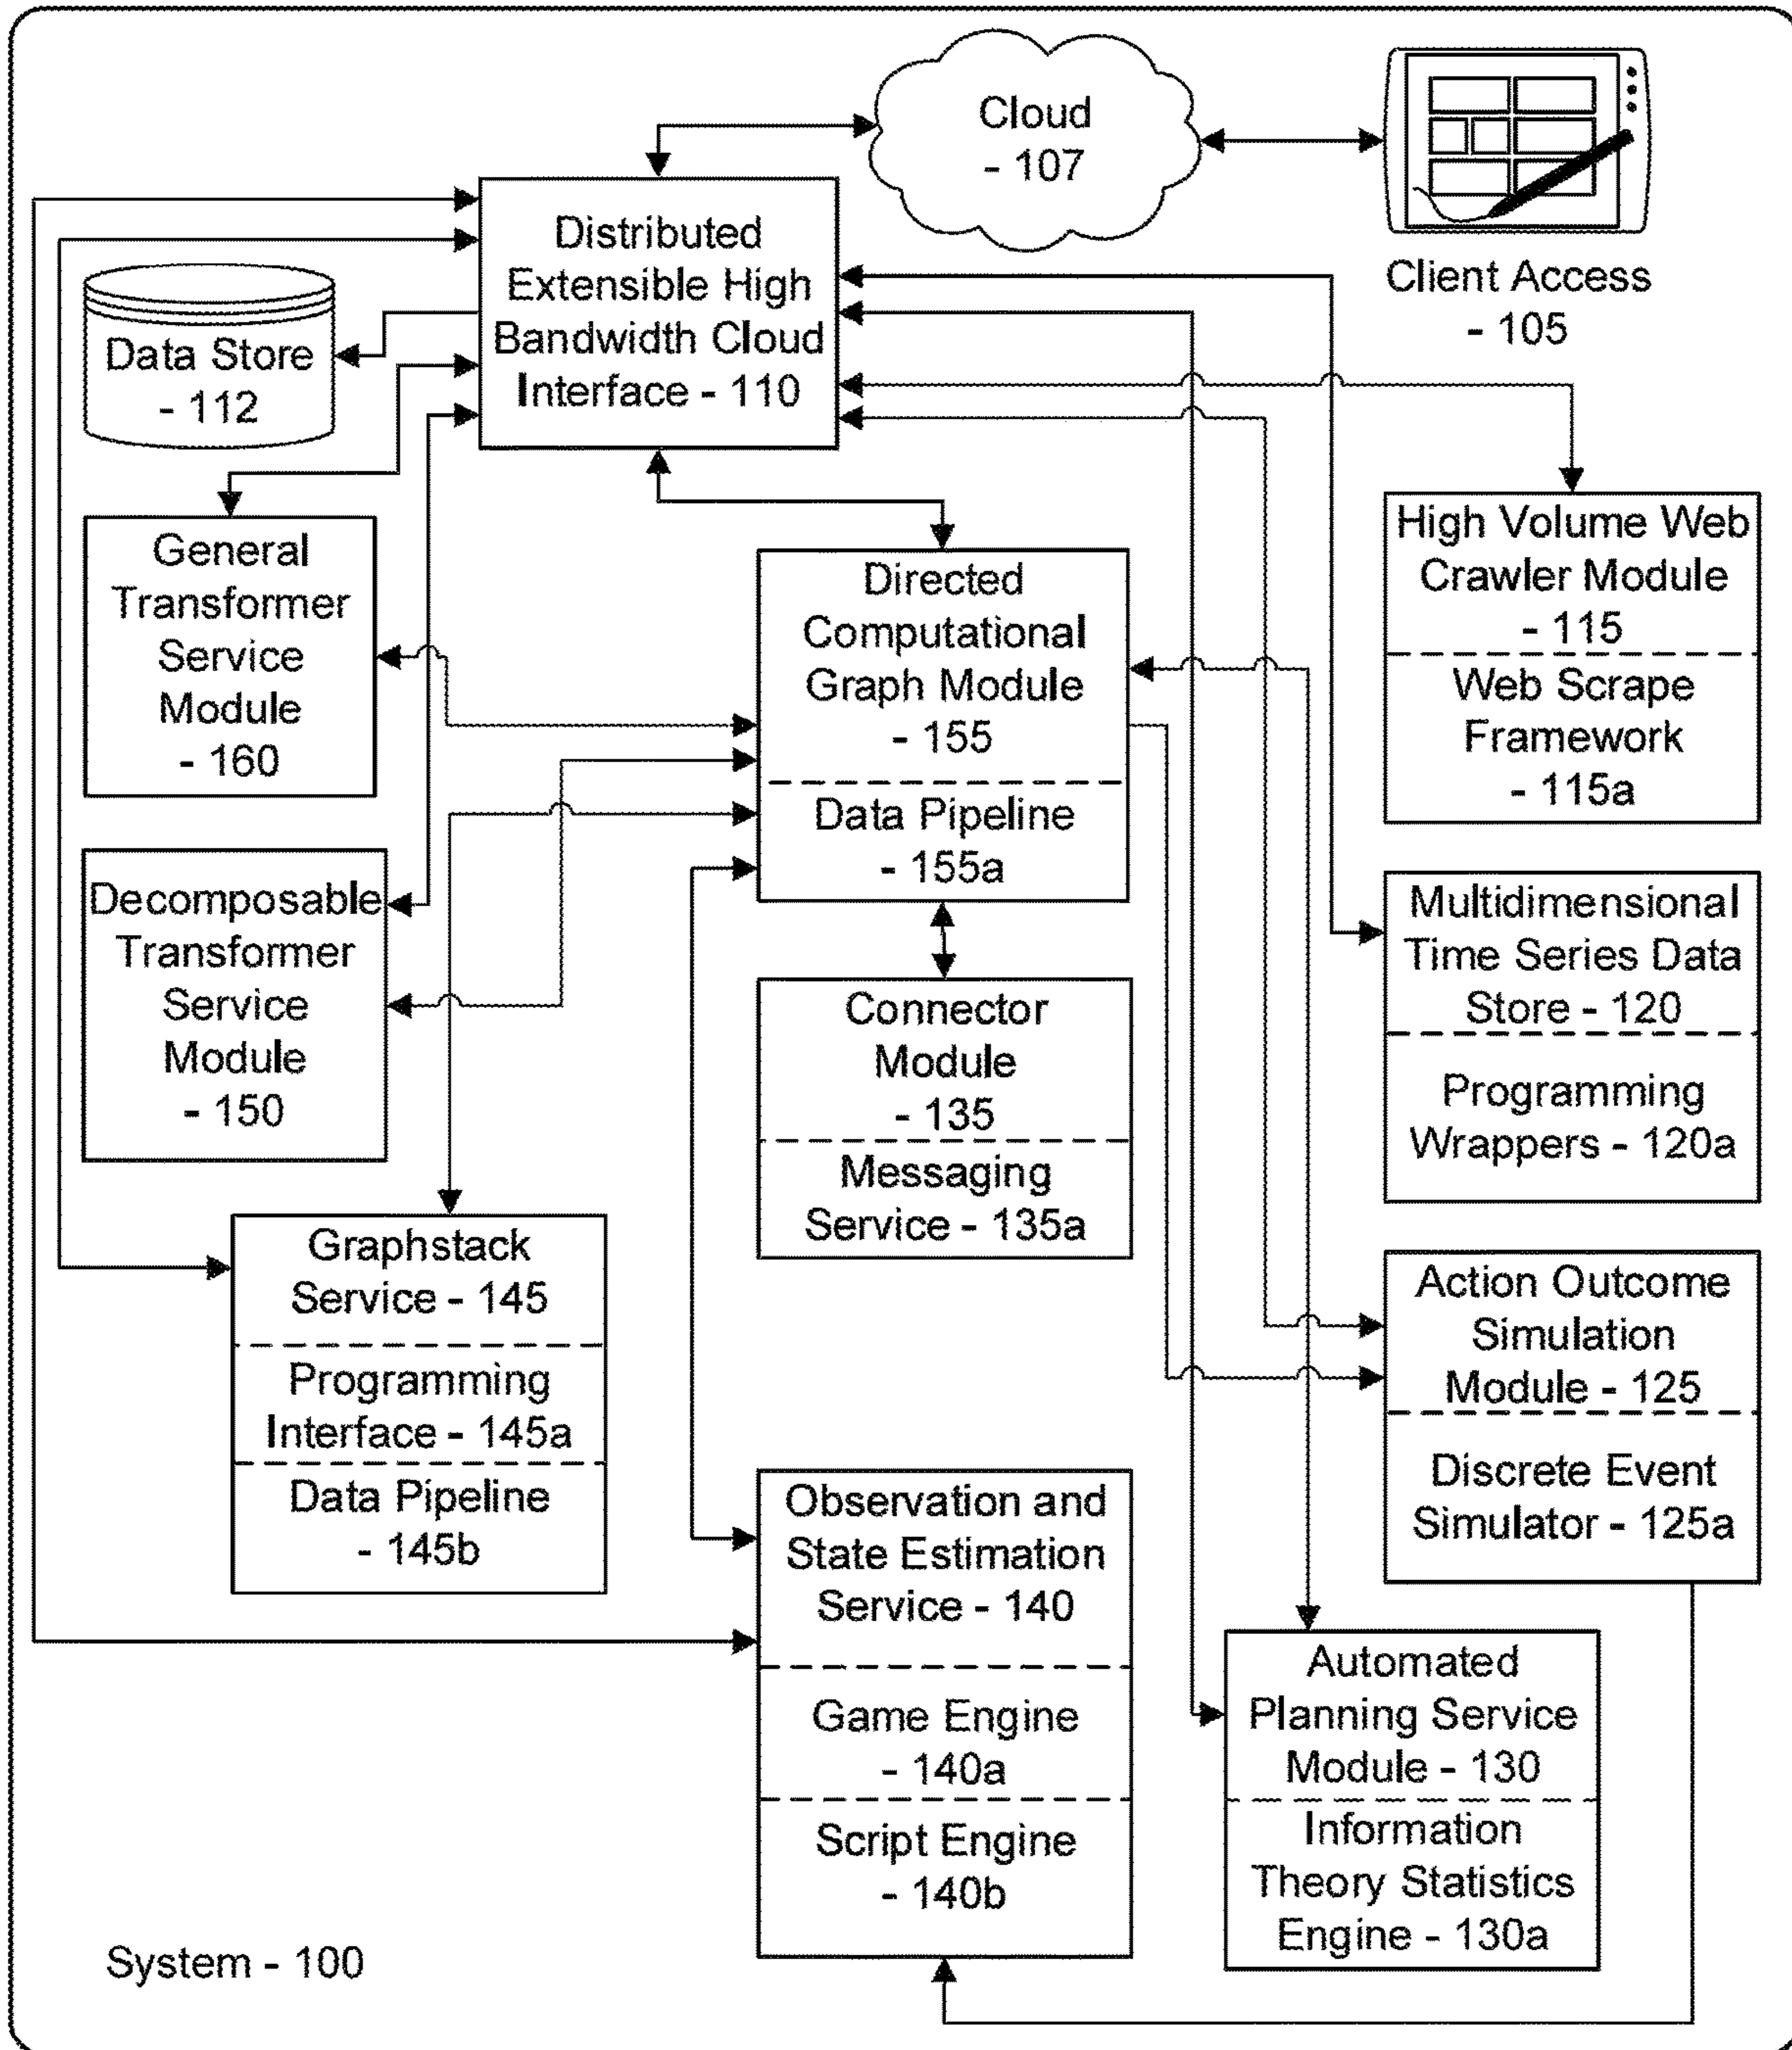 Cloud
- 107
Client Access
- 105
Distributed
Extensible High
Bandwidth Cloud
Interface - 110
Data Store
- 112
General
Transformer
Service
Module
- 160
Directed
Computational
Graph Module
- 155
Data Pipeline
- 155a
High Volume Web
Crawler Module
- 115
Web Scrape
Framework
- 115a
Decomposable
Transformer
Service
Module
- 150
Connector
Module
- 135
Messaging
Service - 135a
Multidimensional
Time Series Data
Store - 120
Programming
Wrappers - 120a
Graphstack
Service - 145
Programming
Interface - 145a
Data Pipeline
- 145b
Action Outcome
Simulation
Module - 125
Discrete Event
Simulator - 125a
Observation and
State Estimation
Service - 140
Game Engine
- 140a
Script Engine
- 140b
Automated
Planning Service
Module - 130
Information
Theory Statistics
Engine - 130a
System - 100